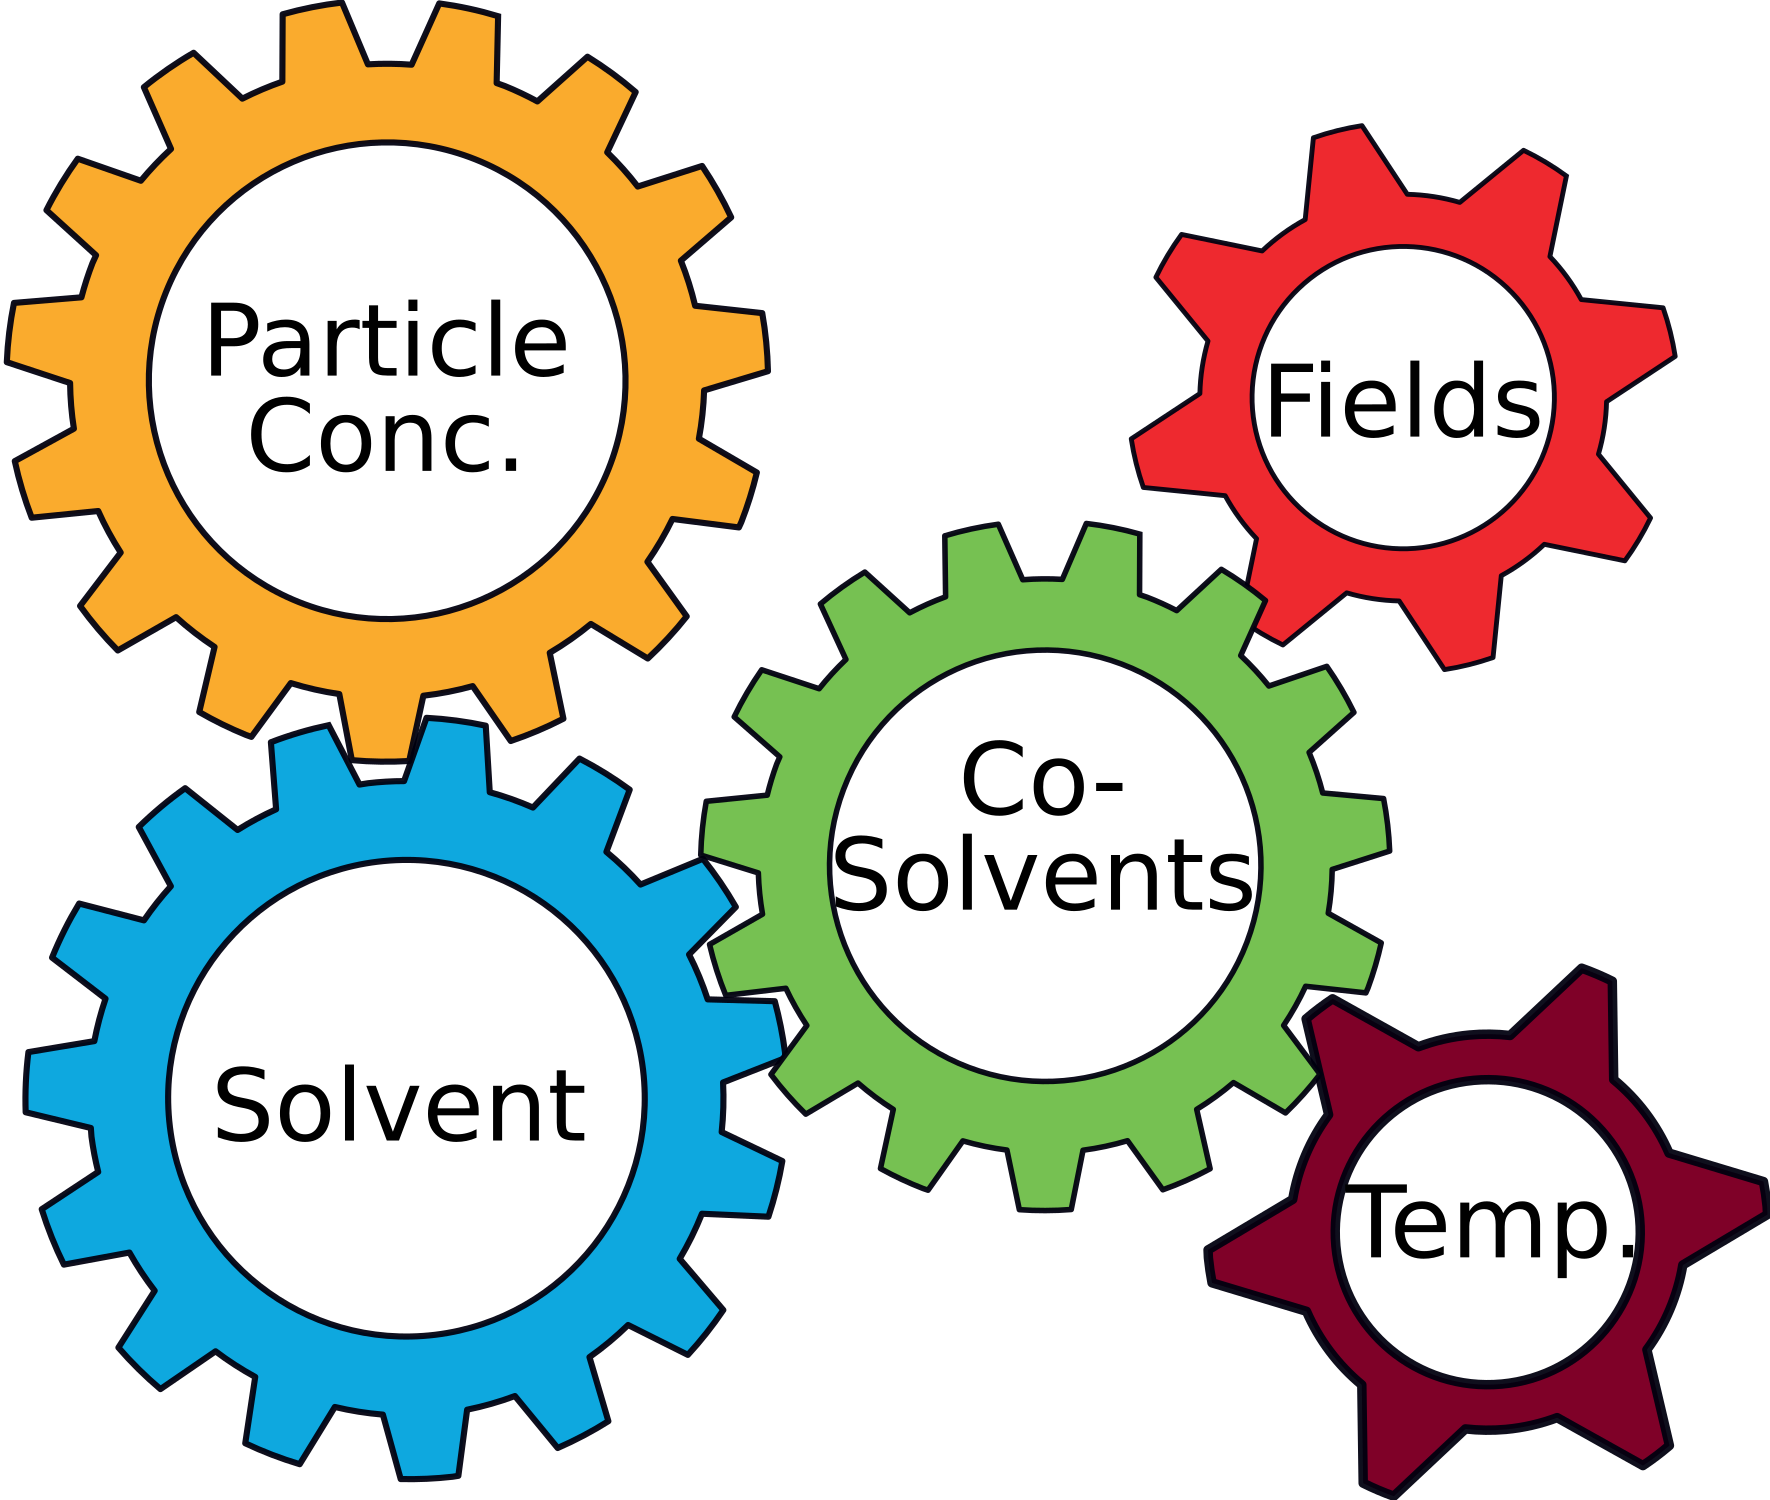 Particle
Conc.
Fields
Co-
Solvents
Solvent
Temp.